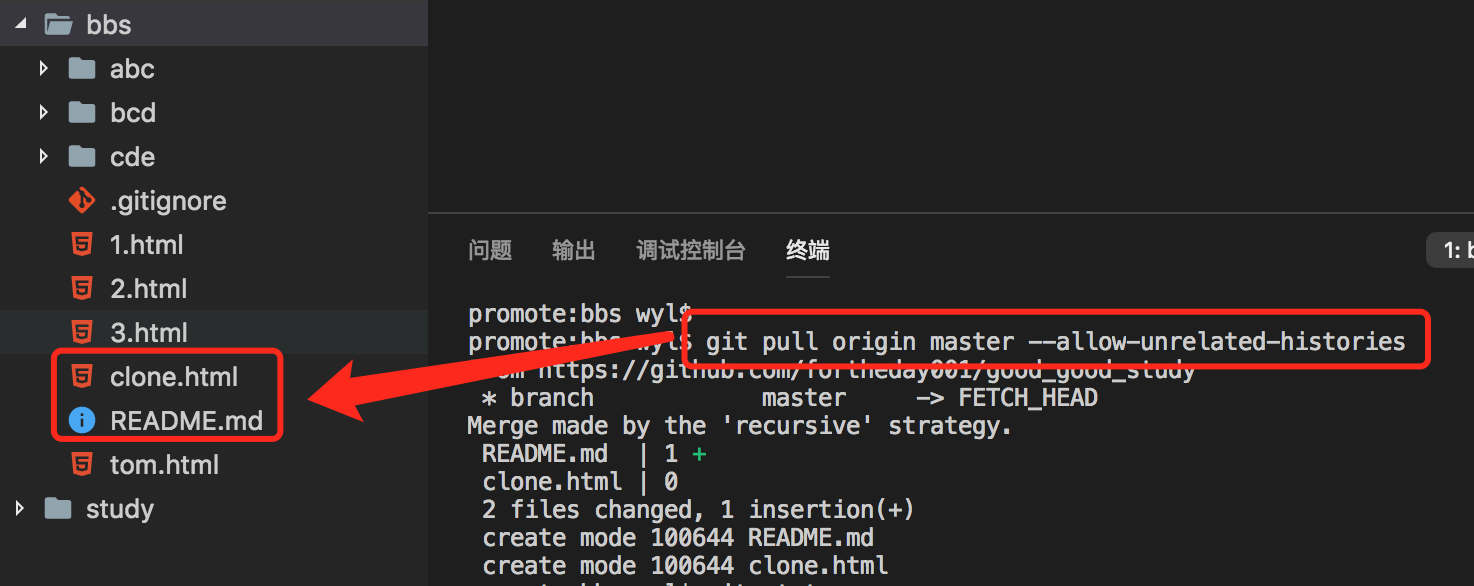 bbs
abc
bcd
cde
.gitignore
1.html
2.html
3.html
clone.html
README.md
tom.html
study
问题 输出 调试控制台 终端
1: b
promote:bbs wyl$
promote:bbs wyl$ git pull origin master --allow-unrelated-histories
From https://github.com/fortheday001/good_good_study
* branch master -> FETCH_HEAD
Merge made by the 'recursive' strategy.
README.md | 1 +
clone.html | 0
2 files changed, 1 insertion(+)
create mode 100644 README.md
create mode 100644 clone.html